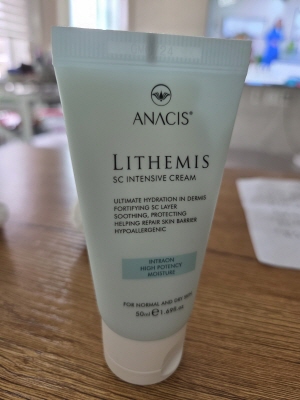 ANACIS®
LITHEMIS
SC INTENSIVE CREAM
ULTIMATE HYDRATION IN DERMIS
FORTIFYING SC LAYER
SOOTHING, PROTECTING
HELPING REPAIR SKIN BARRIER
HYPOALLERGENIC
INTRAON
HIGH POTENCY
MOISTURE
FOR NORMAL AND DRY SKIN
50ml ℮ 1.69fl oz